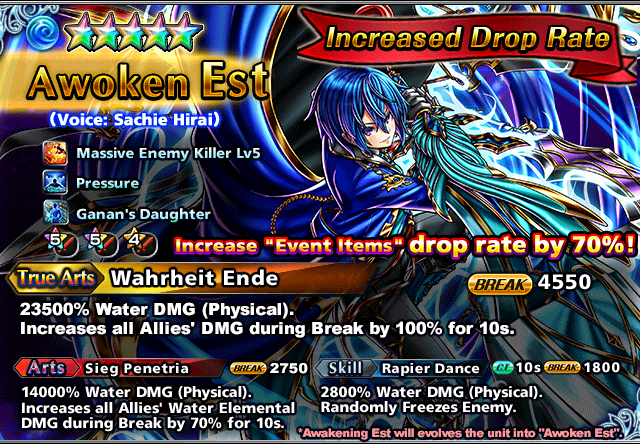 Increased Drop Rate
Awoken Est
(Voice: Sachie Hirai)
Massive Enemy Killer Lv5
Pressure
Ganan's Daughter
5 5 4
Increase "Event Items" drop rate by 70%!
True Arts Wahrheit Ende BREAK 4550
23500% Water DMG (Physical).
Increases all Allies' DMG during Break by 100% for 10s.
Arts Sieg Penetria BREAK 2750
14000% Water DMG (Physical).
Increases all Allies' Water Elemental
DMG during Break by 70% for 10s.
Skill Rapier Dance CT 10s BREAK 1800
2800% Water DMG (Physical).
Randomly Freezes Enemy.
*Awakening Est will evolves the unit into "Awoken Est".